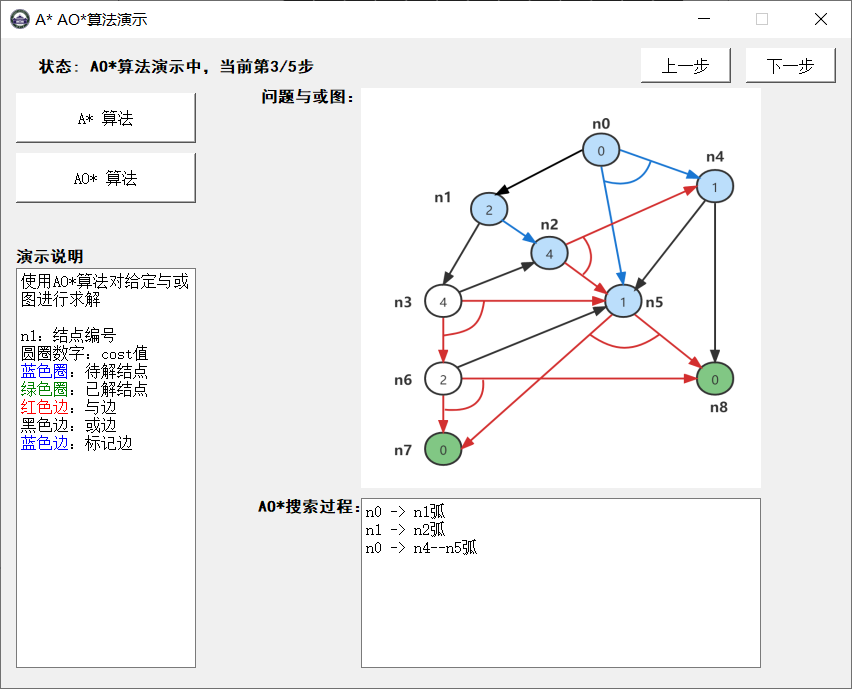 A* AO*算法演示
状态: AO*算法演示中，当前第3/5步
上一步
下一步
A* 算法
AO* 算法
演示说明
使用AO*算法对给定与或
图进行求解
n1：结点编号
圆圈数字：cost值
蓝色圈：待解结点
绿色圈：已解结点
红色边：与边
黑色边：或边
蓝色边：标记边
问题与或图：
n0
0
n4
1
n1
2
n2
4
n3
4
1
n5
n6
2
0
n8
n7
0
AO*搜索过程：
n0 -> n1弧
n1 -> n2弧
n0 -> n4--n5弧